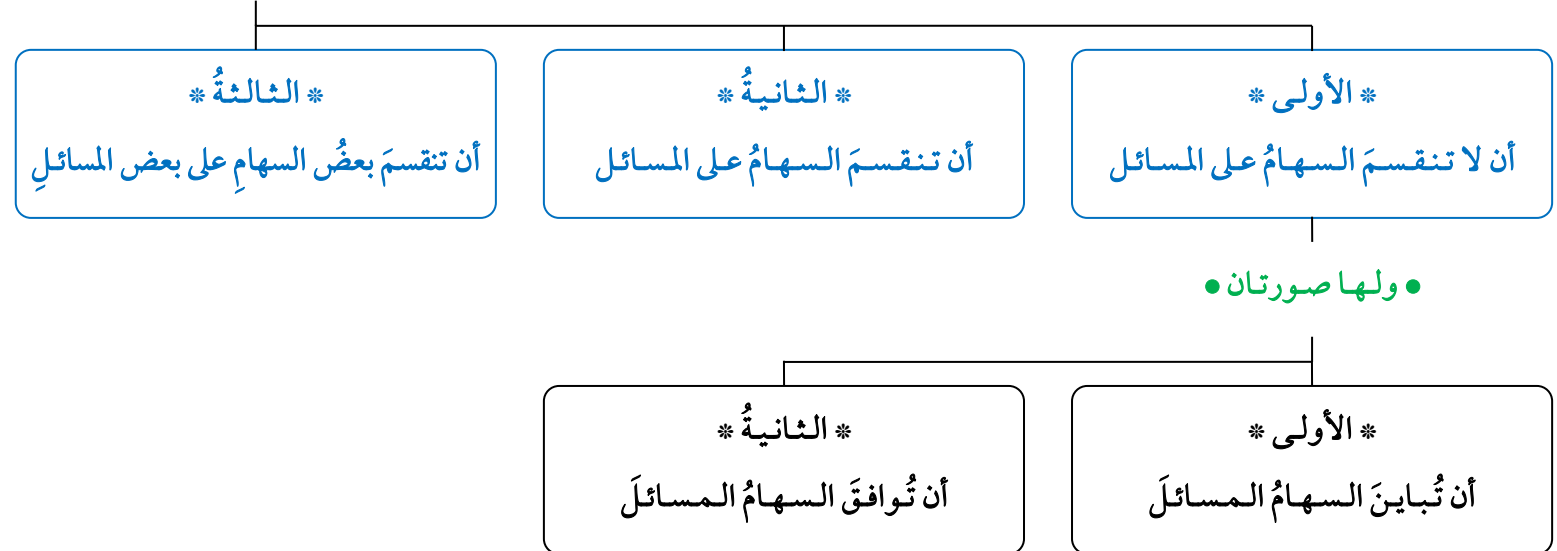 ❊ الأولى ❊
أن لا تنقسمَ السهامُ على المسائل
❊ الثانيةُ ❊
أن تنقسمَ السهامُ على المسائل
❊ الثالثةُ ❊
أن تنقسمَ بعضُ السهامِ على بعض المسائلِ
● ولها صورتان ●
❊ الأولى ❊
أن تُباينَ السهامُ المسائلَ
❊ الثانيةُ ❊
أن تُوافقَ السهامُ المسائلَ